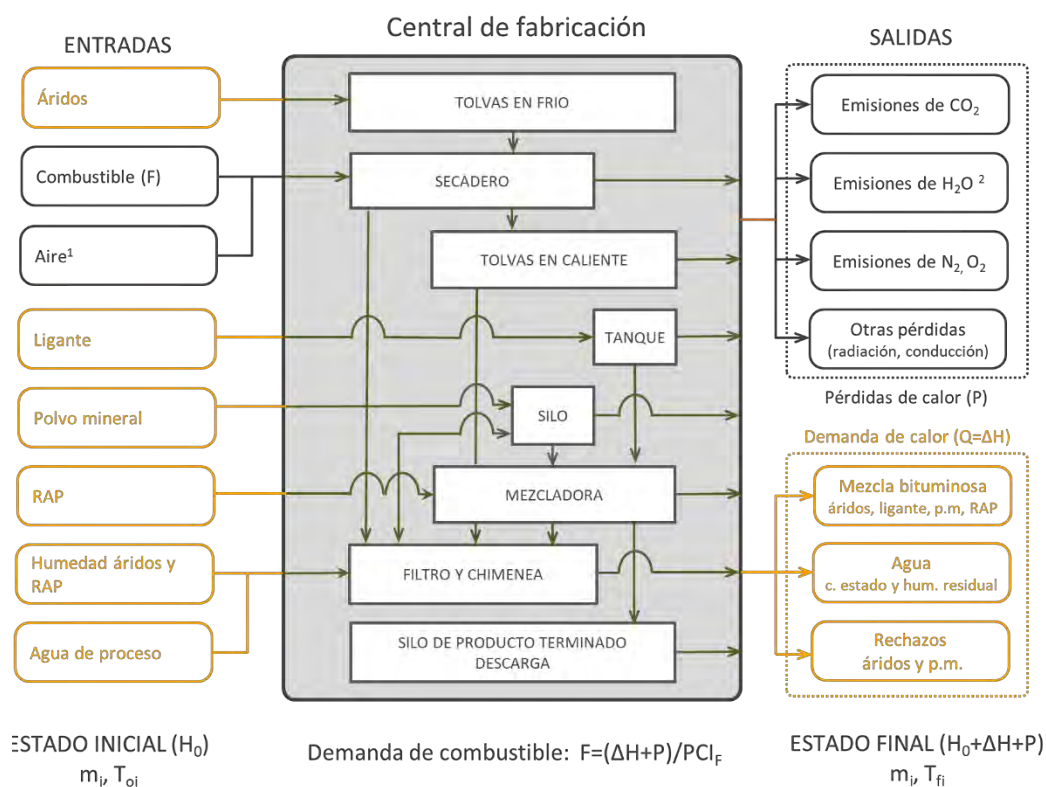 Central de fabricación
ENTRADAS
Áridos
Combustible (F)
Aire¹
Ligante
Polvo mineral
RAP
Humedad áridos y
RAP
Agua de proceso
TOLVAS EN FRIO
SECADERO
TOLVAS EN CALIENTE
TANQUE
SILO
MEZCLADORA
FILTRO Y CHIMENEA
SILO DE PRODUCTO TERMINADO
DESCARGA
SALIDAS
Emisiones de CO₂
Emisiones de H₂O ²
Emisiones de N₂, O₂
Otras pérdidas
(radiación, conducción)
Pérdidas de calor (P)
Demanda de calor (Q=ΔH)
Mezcla bituminosa
áridos, ligante, p.m, RAP
Agua
c. estado y hum. residual
Rechazos
áridos y p.m.
ESTADO INICIAL (H₀)
mᵢ, T₀ᵢ
Demanda de combustible: F=(ΔH+P)/PCI_F
ESTADO FINAL (H₀+ΔH+P)
mᵢ, T_fi